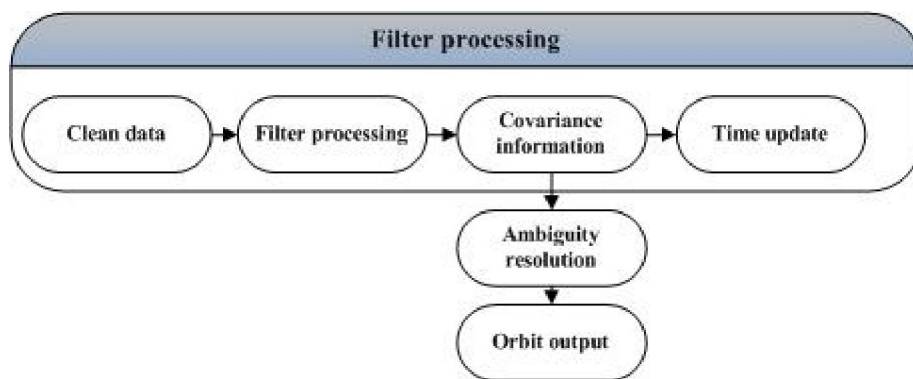 Filter processing
Clean data
Filter processing
Covariance
information
Time update
Ambiguity
resolution
Orbit output